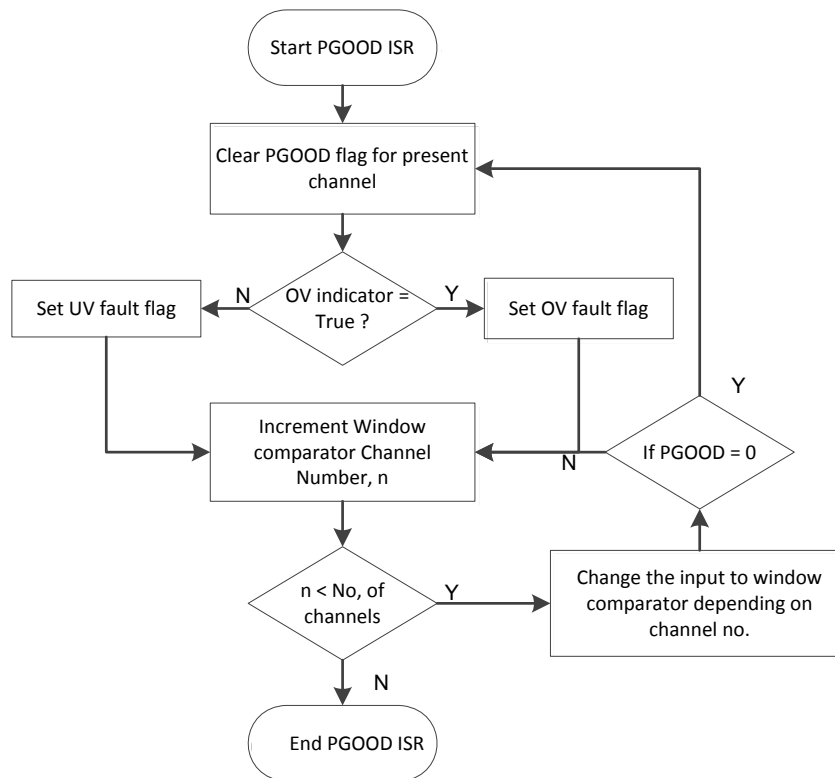 Start PGOOD ISR
Clear PGOOD flag for present
channel
OV indicator =
True ?
N
Y
Set UV fault flag
Set OV fault flag
Increment Window
comparator Channel
Number, n
If PGOOD = 0
Y
N
n < No, of
channels
Y
N
Change the input to window
comparator depending on
channel no.
End PGOOD ISR